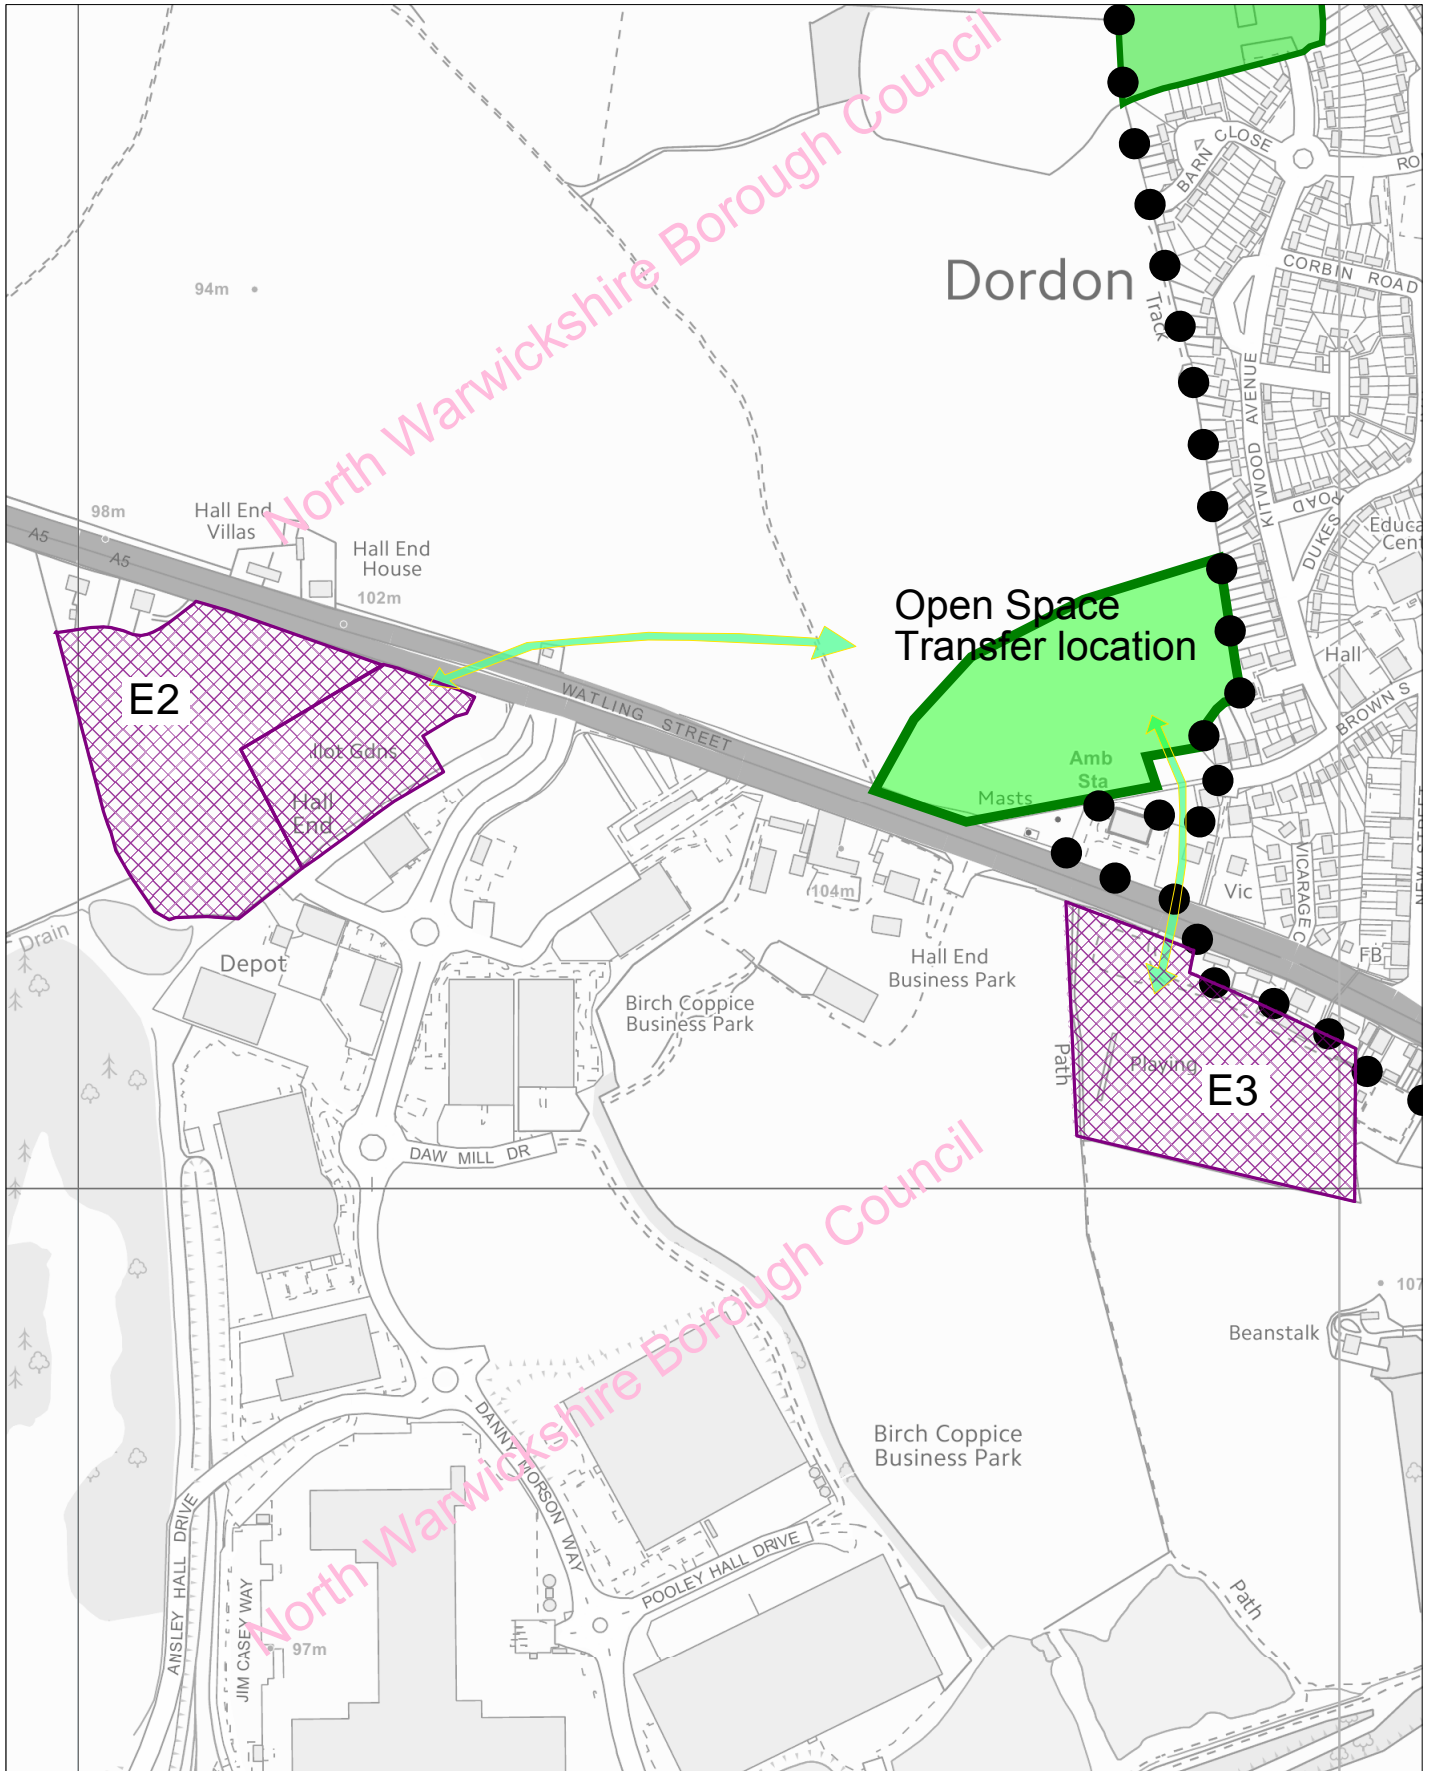 North Warwickshire Borough Council
BARN CLOSE
Dordon
CORBIN ROAD
94m
Track
KITWOOD AVENUE
98m
Hall End
Villas
A5
A5
Hall End
House
102m
DUKES
ROAD
Open Space
Transfer location
Hall
E2
WATLING STREET
BROWNS
llot Gdns
Amb
Sta
Masts
Hall
End
104m
Vic
VICARAGE C
NEW STREET
Drain
Depot
Hall End
Business Park
FB
Birch Coppice
Business Park
Path
Playing
E3
DAW MILL DR
North Warwickshire Borough Council
107
Beanstalk
DANNY MORSON WAY
Birch Coppice
Business Park
ANSLEY HALL DRIVE
JIM CASEY WAY
POOLEY HALL DRIVE
Path
97m